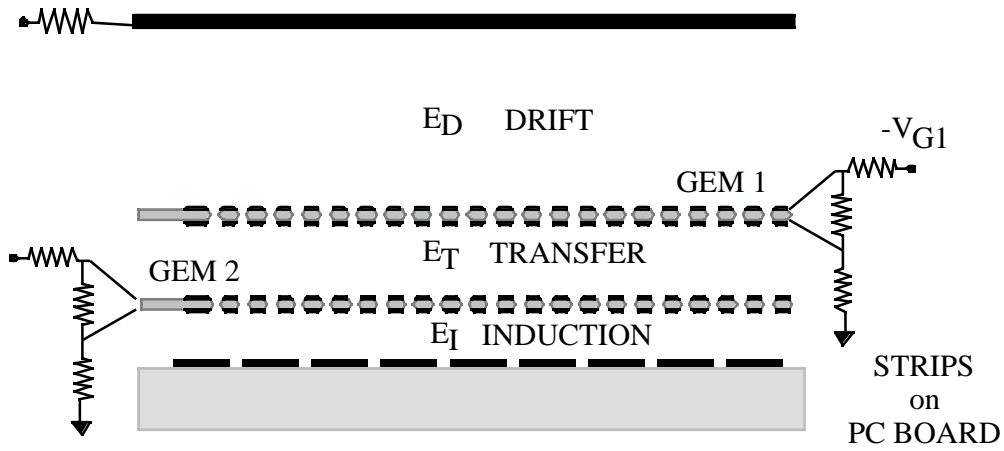 E_D DRIFT
-V_G1
GEM 1
E_T TRANSFER
GEM 2
E_I INDUCTION
STRIPS
on
PC BOARD